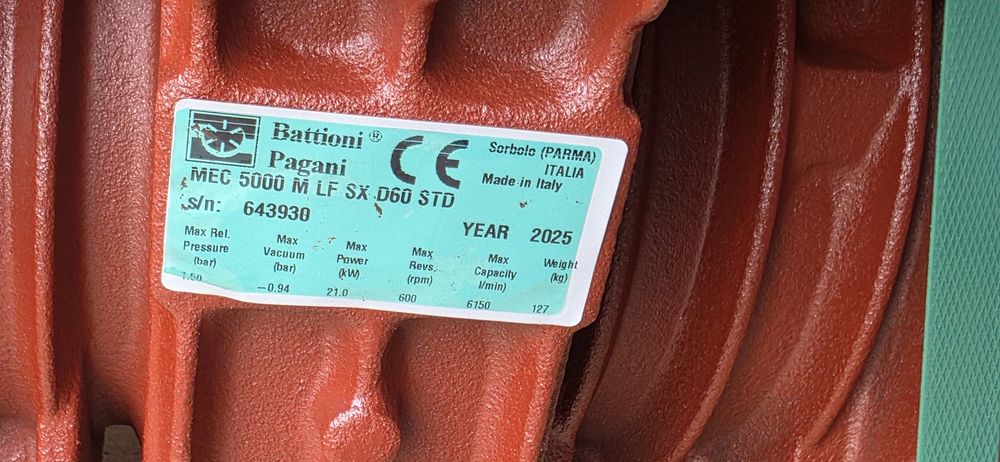 Battioni ®
Pagani
CE
Sorbolo (PARMA)
ITALIA
Made in Italy
MEC 5000 M LF SX D60 STD
s/n: 643930
YEAR 2025
Max Rel. Pressure (bar)
Max Vacuum (bar)
Max Power (kW)
Max Revs. (rpm)
Max Capacity l/min)
Weight (kg)
1.50 -0.94 21.0 600 6150 127